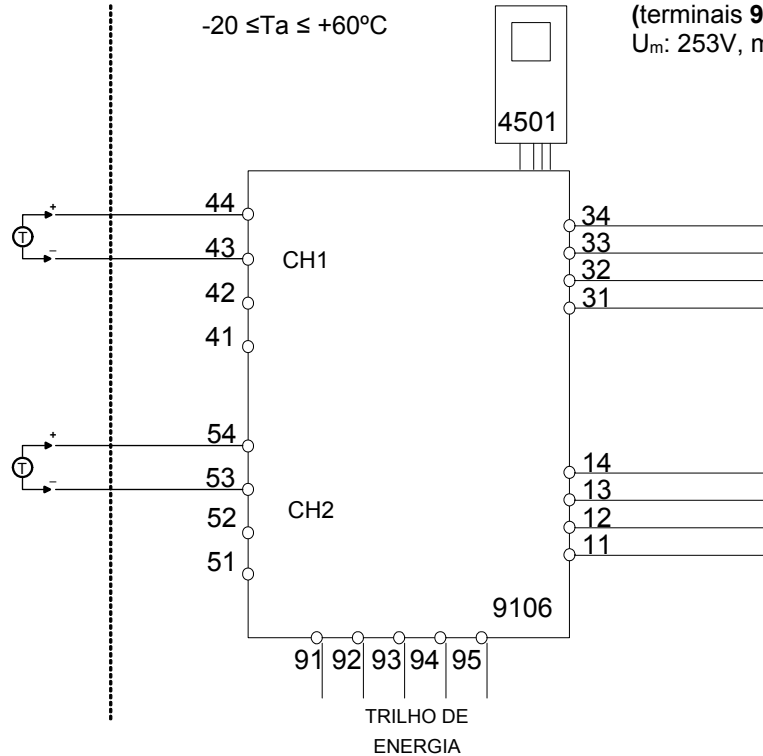 -20 ≤Ta ≤ +60ºC
(terminais 9
Um: 253V, m
4501
44
43
42
41
CH1
+
T
–
34
33
32
31
54
53
52
51
CH2
+
T
–
14
13
12
11
9106
91 92 93 94 95
TRILHO DE
ENERGIA